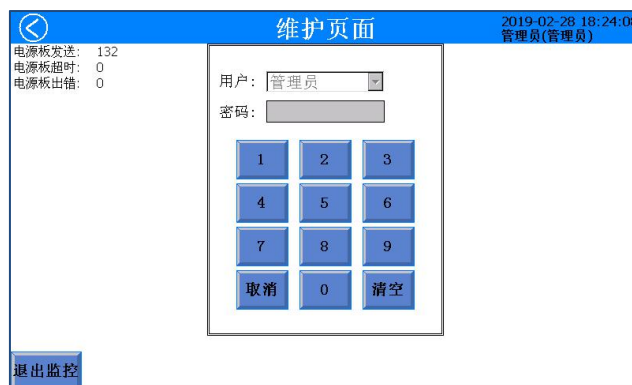 维护页面
2019-02-28 18:24:08
管理员(管理员)
电源板发送: 132
电源板超时: 0
电源板出错: 0
用户: 管理员
密码:
1 2 3
4 5 6
7 8 9
取消 0 清空
退出监控